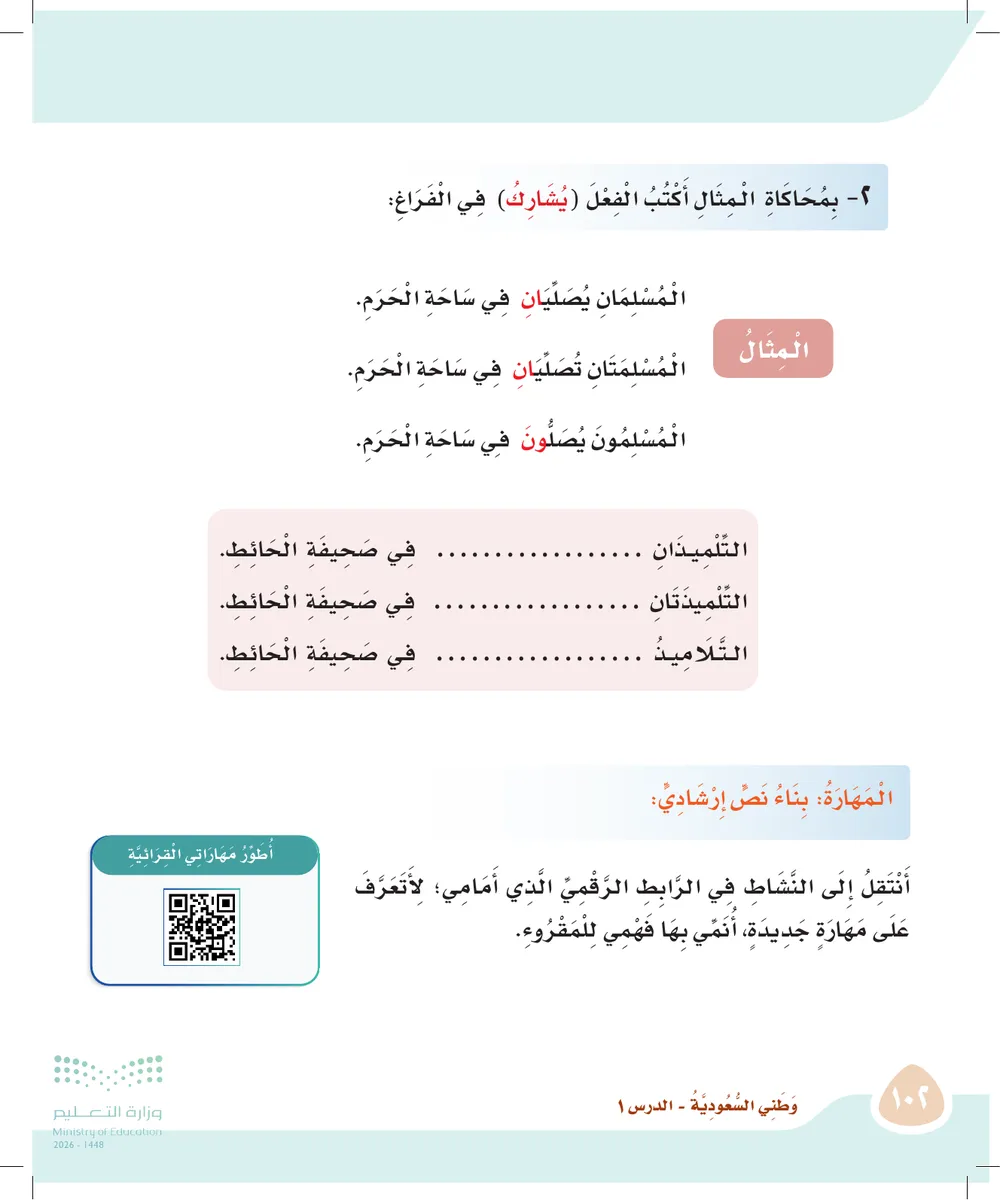 ٢- بِمُحَاكَاةِ الْمِثَالِ أَكْتُبُ الْفِعْلَ (يُشَارِكُ) فِي الْفَرَاغِ:
الْمِثَالُ
الْمُسْلِمَانِ يُصَلِّيَانِ فِي سَاحَةِ الْحَرَمِ.
الْمُسْلِمَتَانِ تُصَلِّيَانِ فِي سَاحَةِ الْحَرَمِ.
الْمُسْلِمُونَ يُصَلُّونَ فِي سَاحَةِ الْحَرَمِ.
التِّلْمِيذَانِ .................. فِي صَحِيفَةِ الْحَائِطِ.
التِّلْمِيذَتَانِ .................. فِي صَحِيفَةِ الْحَائِطِ.
التَّلَامِيذُ .................. فِي صَحِيفَةِ الْحَائِطِ.
الْمَهَارَةُ: بِنَاءُ نَصٍّ إِرْشَادِيٍّ:
أَنْتَقِلُ إِلَى النَّشَاطِ فِي الرَّابِطِ الرَّقْمِيِّ الَّذِي أَمَامِي؛ لِأَتَعَرَّفَ
عَلَى مَهَارَةٍ جَدِيدَةٍ، أُنَمِّي بِهَا فَهْمِي لِلْمَقْرُوءِ.
أُطَوِّرُ مَهَارَاتِي الْقِرَائِيَّةِ
وَطَنِي السُّعُودِيَّةُ - الدرس ١
١٠٢
وزارة التعليم
Ministry of Education
2026 - 1448